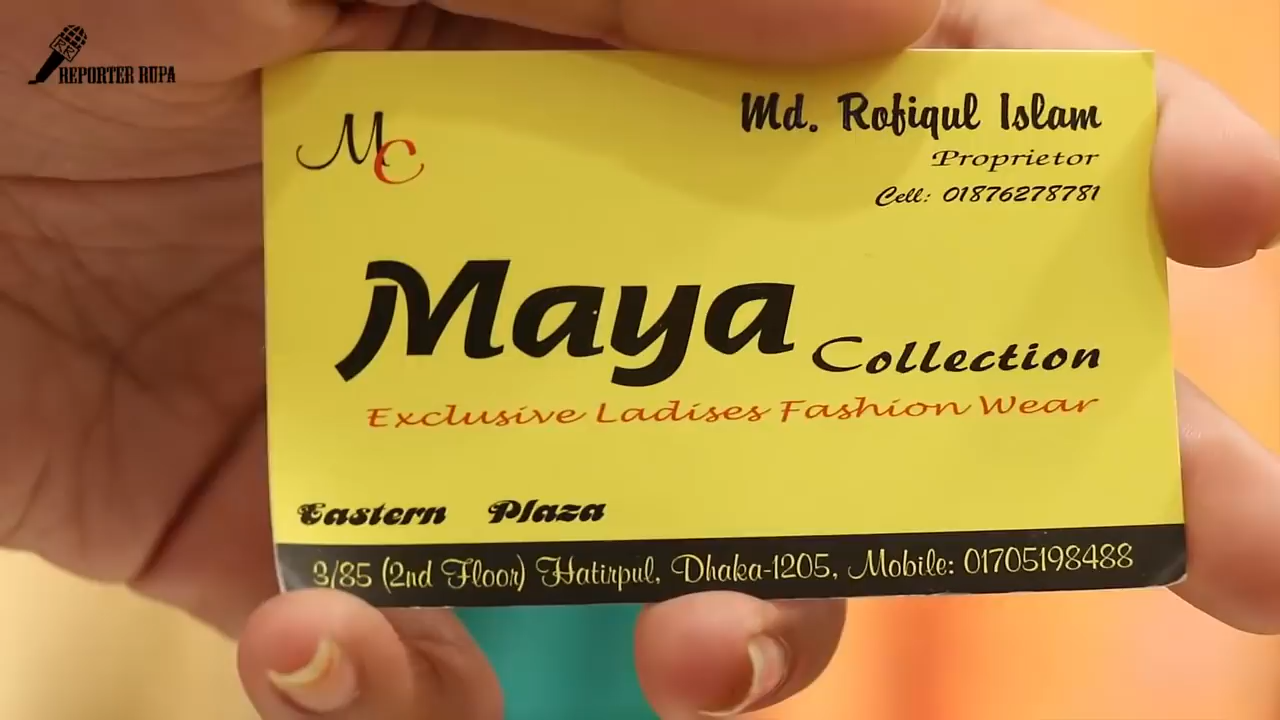 REPORTER RUPA
MC
Md. Rofiqul Islam
Proprietor
Cell: 01876278781
Maya Collection
Exclusive Ladises Fashion Wear
Eastern Plaza
3/85 (2nd Floor) Hatirpul, Dhaka-1205, Mobile: 01705198488